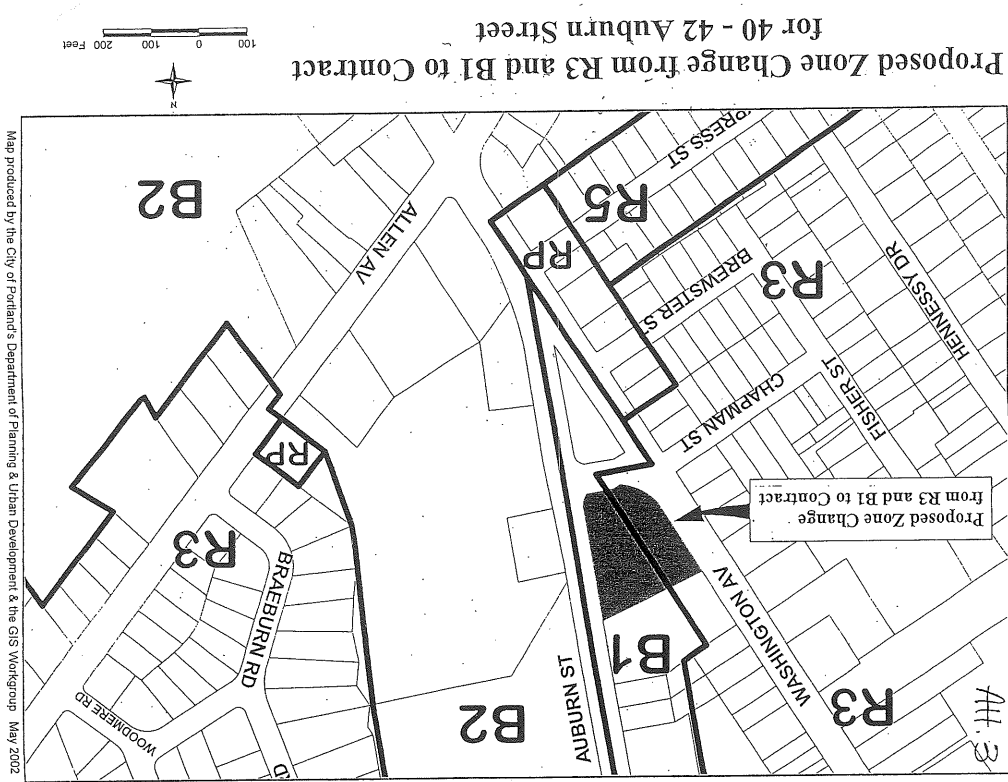 Att. 3
R3
B1
B2
AUBURN ST
WASHINGTON AV
WOODMERE RD
BRAEBURN RD
R3
Proposed Zone Change
from R3 and B1 to Contract
CHAPMAN ST
FISHER ST
HENNESSY DR
RP
BREWSTER S
R3
RP
R5
PRESS ST
ALLEN AV
B2
N
Proposed Zone Change from R3 and B1 to Contract
for 40 - 42 Auburn Street
100 0 100 200 Feet
Map produced by the City of Portland's Department of Planning & Urban Development & the GIS Workgroup May 2002